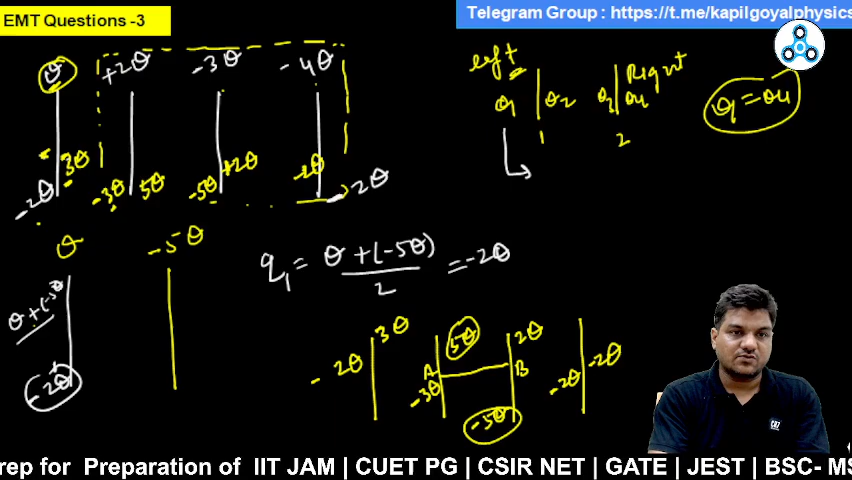 EMT Questions -3
Telegram Group : https://t.me/kapilgoyalphysics
Q +2Q -3Q -4Q
left Right
Q1 Q2 Q3 Q4
1 2
Q1 = Q4
-2Q 3Q -3Q 5Q -5Q +2Q -2Q -2Q
Q -5Q
Q + (-5Q
-2Q
q1 = Q + (-5Q) / 2 = -2Q
-2Q 3Q 5Q 2Q -2Q -2Q
A B
-3Q -5Q
rep for Preparation of IIT JAM | CUET PG | CSIR NET | GATE | JEST | BSC- MS